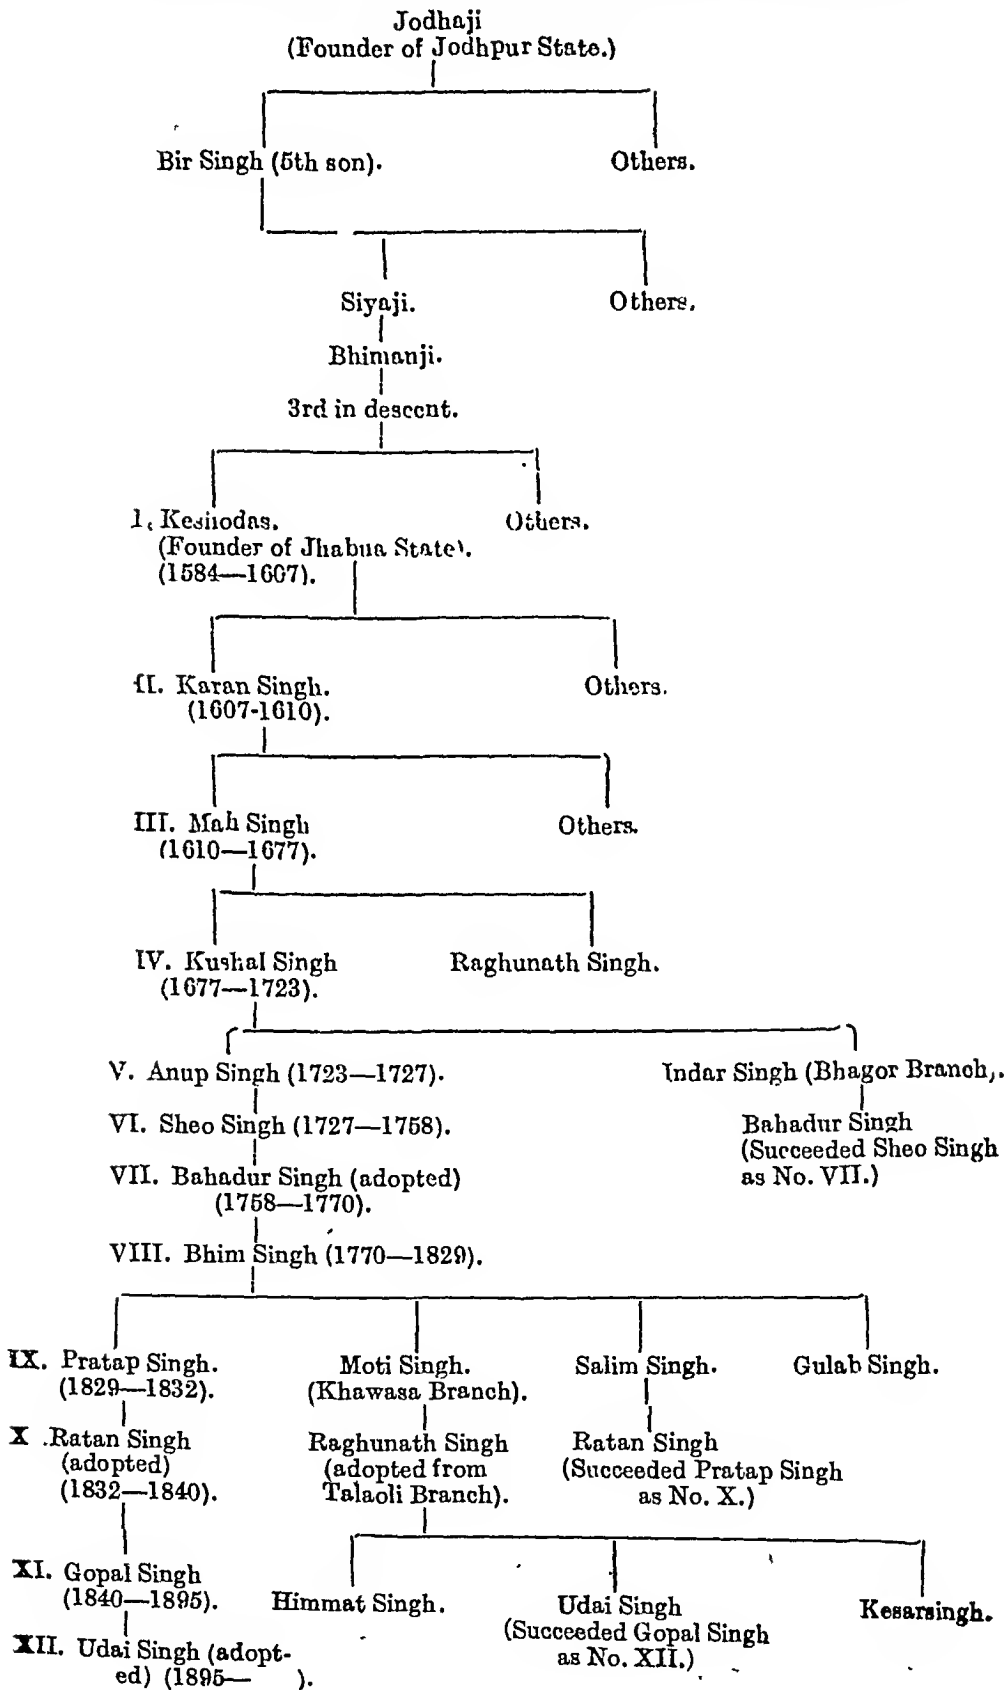 Jodhaji
(Founder of Jodhpur State.)
Bir Singh (5th son).
Others.
Siyaji.
Others.
Bhimanji.
3rd in descent.
I. Keshodas.
Others.
(Founder of Jhabua State).
(1584—1607).
II. Karan Singh.
Others.
(1607-1610).
III. Mah Singh
Others.
(1610—1677).
IV. Kushal Singh
Raghunath Singh.
(1677—1723).
V. Anup Singh (1723—1727).
Indar Singh (Bhagor Branch).
VI. Sheo Singh (1727—1758).
Bahadur Singh
(Succeeded Sheo Singh
as No. VII.)
VII. Bahadur Singh (adopted)
(1758—1770).
VIII. Bhim Singh (1770—1829).
IX. Pratap Singh.
(1829—1832).
Moti Singh.
(Khawasa Branch).
Salim Singh.
Gulab Singh.
X. Ratan Singh
(adopted)
(1832—1840).
Raghunath Singh
(adopted from
Talaoli Branch).
Ratan Singh
(Succeeded Pratap Singh
as No. X.)
XI. Gopal Singh
(1840—1895).
Himmat Singh.
Udai Singh
(Succeeded Gopal Singh
as No. XII.)
Kesarsingh.
XII. Udai Singh (adopt-
ed) (1895— ).